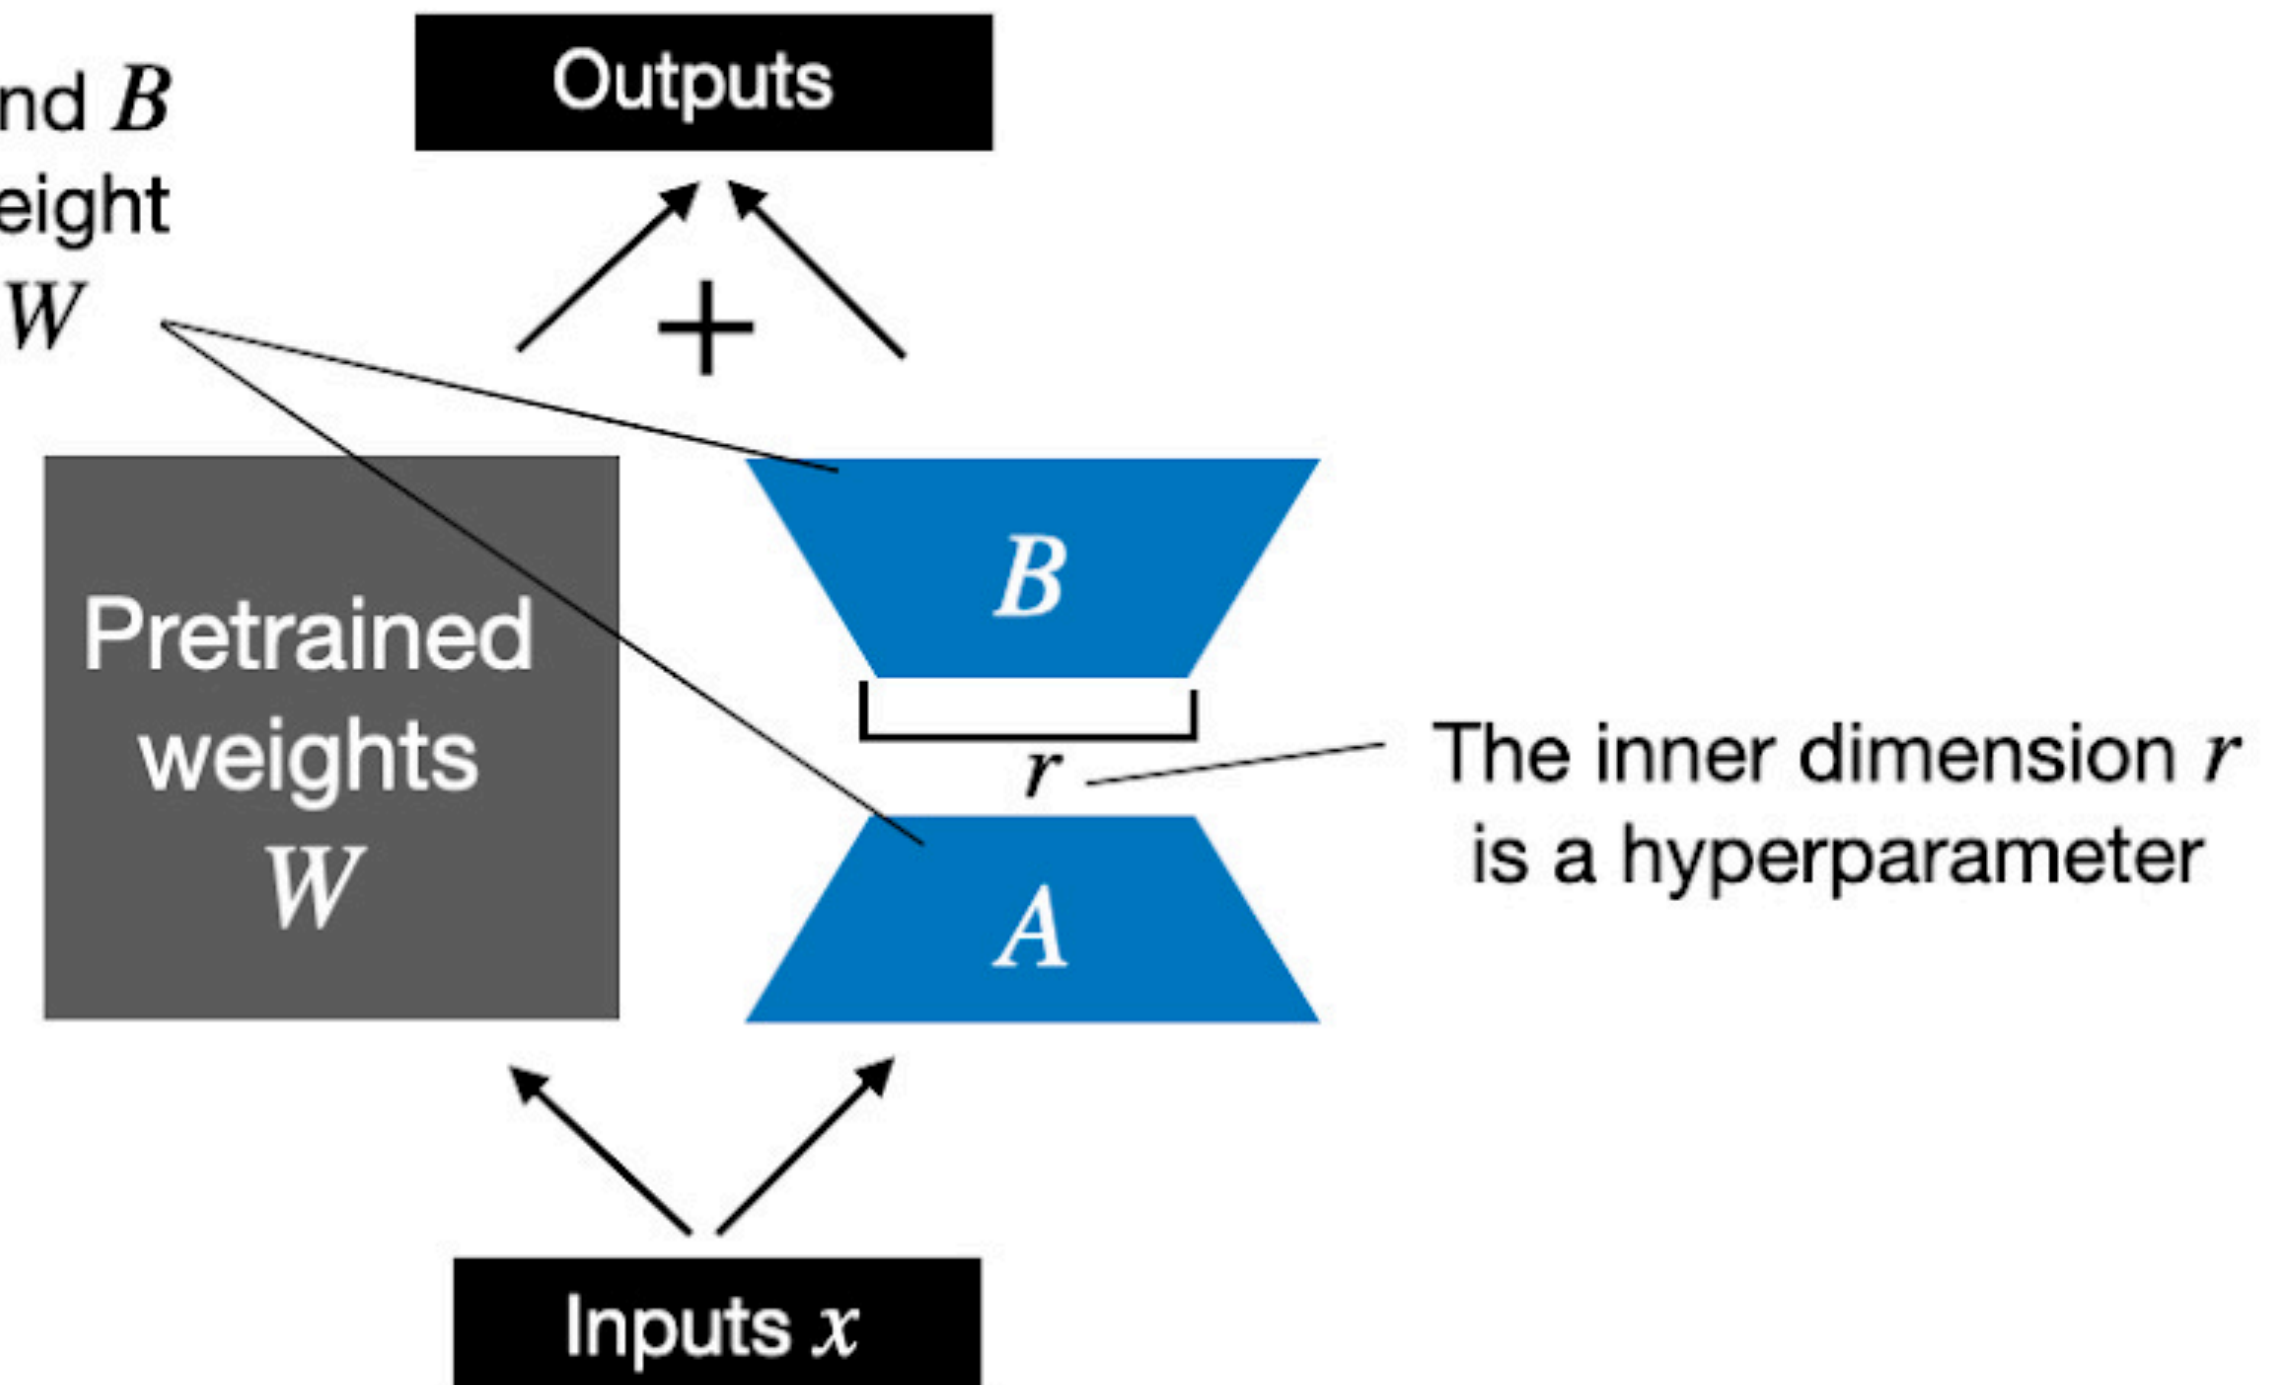 Outputs
nd B
eight
W
Pretrained
weights
W
B
r
The inner dimension r
is a hyperparameter
A
Inputs x